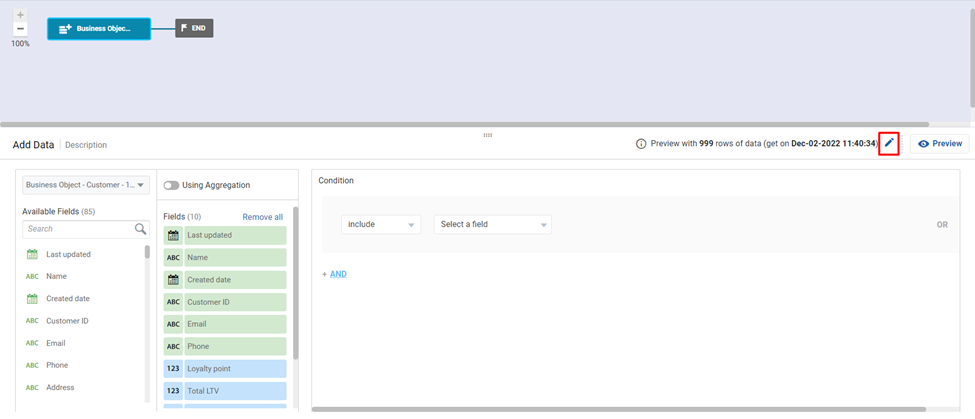 +
−
100%
Business Objec...
END
Add Data
Description
Preview with 999 rows of data (get on Dec-02-2022 11:40:34)
Preview
Business Object - Customer - 1...
Available Fields (85)
Search
Last updated
ABC Name
Created date
ABC Customer ID
ABC Email
ABC Phone
ABC Address
Using Aggregation
Fields (10)
Remove all
Last updated
ABC Name
Created date
ABC Customer ID
ABC Email
ABC Phone
123 Loyalty point
123 Total LTV
Condition
include
Select a field
OR
+ AND